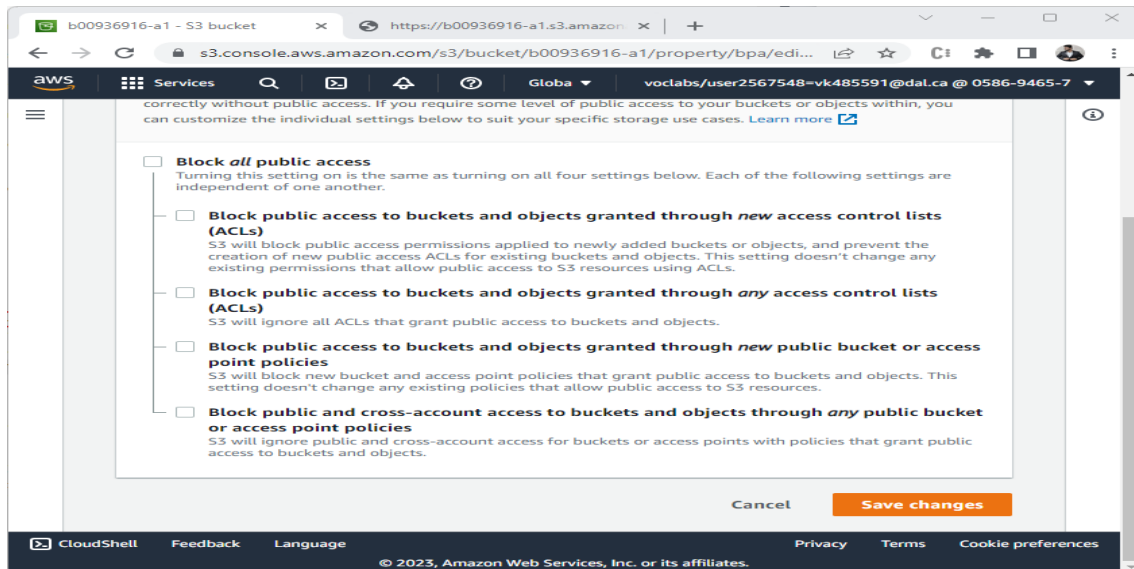 b00936916-a1 - S3 bucket
https://b00936916-a1.s3.amazon
s3.console.aws.amazon.com/s3/bucket/b00936916-a1/property/bpa/edi...
aws
Services
Globa
voclabs/user2567548=vk485591@dal.ca @ 0586-9465-7
correctly without public access. If you require some level of public access to your buckets or objects within, you
can customize the individual settings below to suit your specific storage use cases. Learn more
Block all public access
Turning this setting on is the same as turning on all four settings below. Each of the following settings are
independent of one another.
Block public access to buckets and objects granted through new access control lists
(ACLs)
S3 will block public access permissions applied to newly added buckets or objects, and prevent the
creation of new public access ACLs for existing buckets and objects. This setting doesn't change any
existing permissions that allow public access to S3 resources using ACLs.
Block public access to buckets and objects granted through any access control lists
(ACLs)
S3 will ignore all ACLs that grant public access to buckets and objects.
Block public access to buckets and objects granted through new public bucket or access
point policies
S3 will block new bucket and access point policies that grant public access to buckets and objects. This
setting doesn't change any existing policies that allow public access to S3 resources.
Block public and cross-account access to buckets and objects through any public bucket
or access point policies
S3 will ignore public and cross-account access for buckets or access points with policies that grant public
access to buckets and objects.
Cancel
Save changes
CloudShell
Feedback
Language
Privacy
Terms
Cookie preferences
© 2023, Amazon Web Services, Inc. or its affiliates.